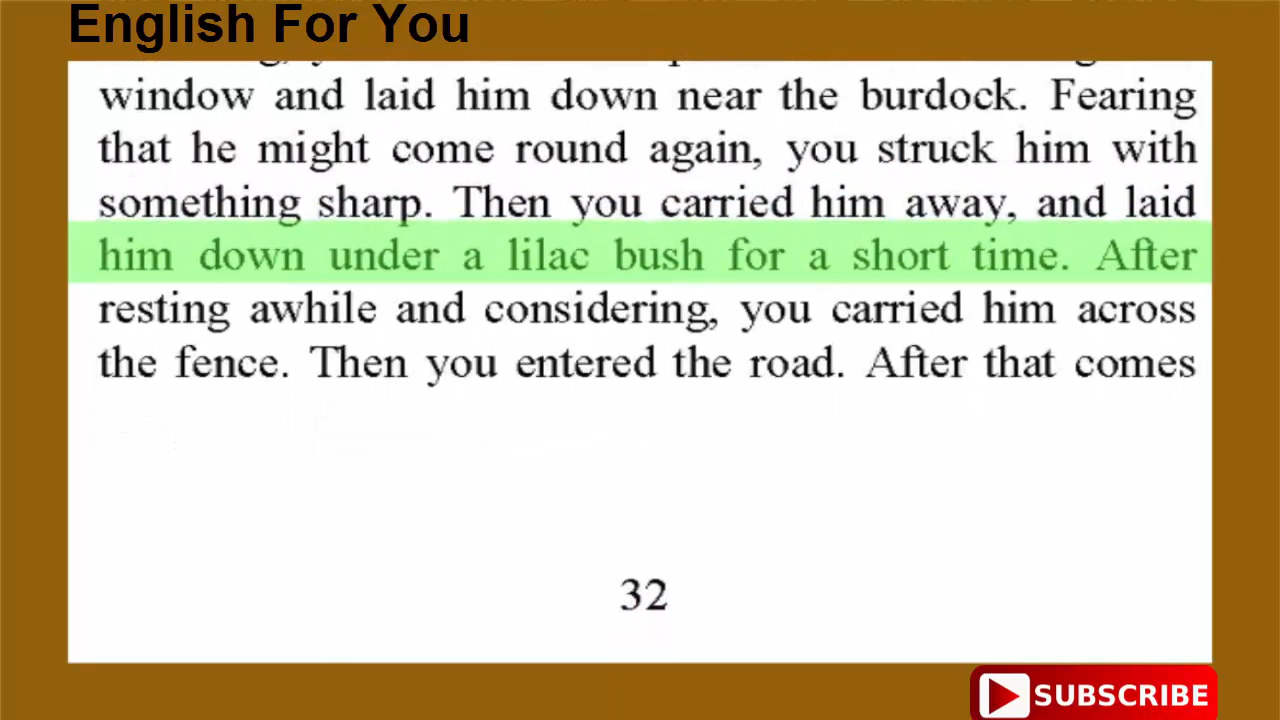 English For You
window and laid him down near the burdock. Fearing
that he might come round again, you struck him with
something sharp. Then you carried him away, and laid
him down under a lilac bush for a short time. After
resting awhile and considering, you carried him across
the fence. Then you entered the road. After that comes
32
SUBSCRIBE